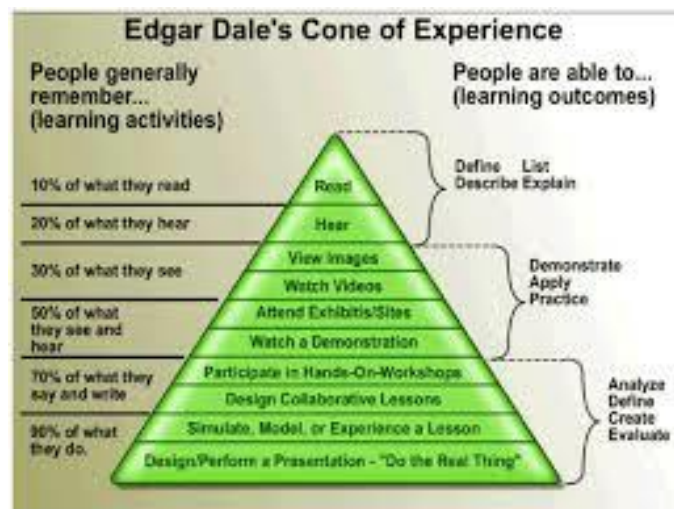 Edgar Dale's Cone of Experience
People generally
remember...
(learning activities)
People are able to...
(learning outcomes)
10% of what they read
20% of what they hear
30% of what they see
50% of what
they see and
hear
70% of what they
say and write
90% of what
they do.
Read
Hear
View Images
Watch Videos
Attend Exhibitis/Sites
Watch a Demonstration
Participate in Hands-On-Workshops
Design Collaborative Lessons
Simulate, Model, or Experience a Lesson
Design/Perform a Presentation - "Do the Real Thing"
Define List
Describe Explain
Demonstrate
Apply
Practice
Analyze
Define
Create
Evaluate